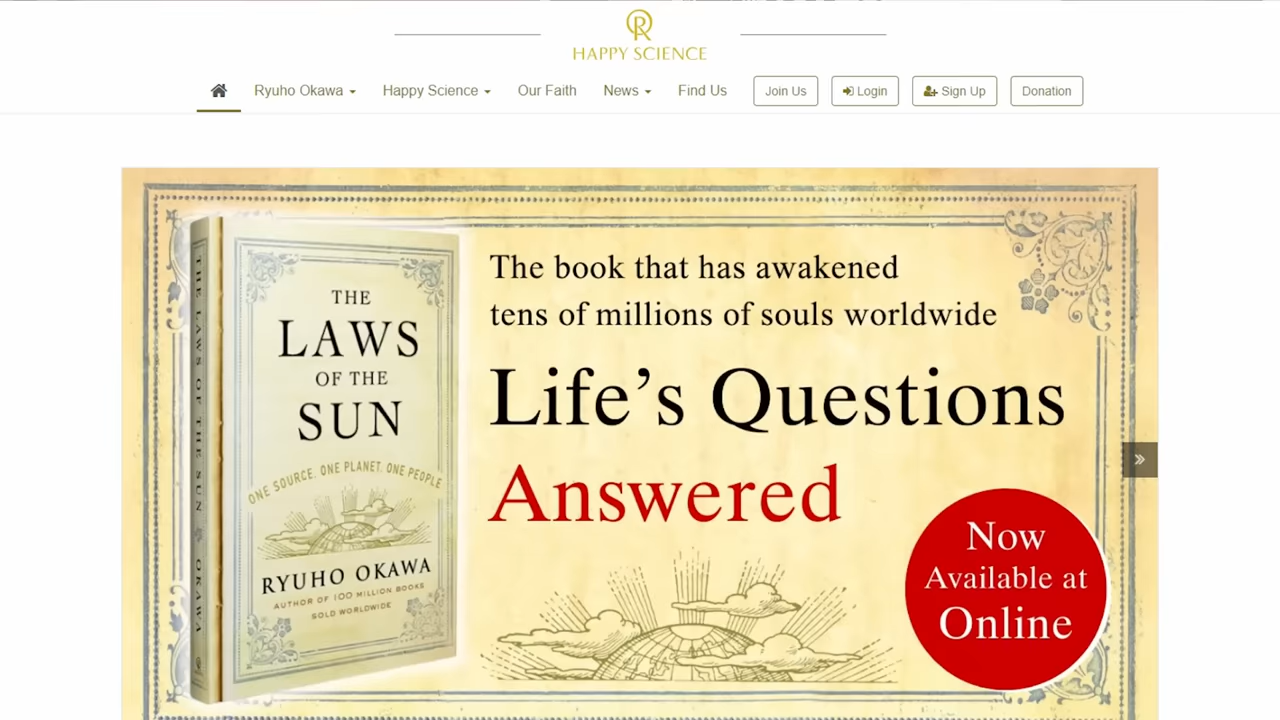 HAPPY SCIENCE
Ryuho Okawa
Happy Science
Our Faith
News
Find Us
Join Us
Login
Sign Up
Donation
THE LAWS OF THE SUN OKAWA
THE
LAWS
OF THE
SUN
ONE SOURCE. ONE PLANET. ONE PEOPLE
RYUHO OKAWA
AUTHOR OF 100 MILLION BOOKS
SOLD WORLDWIDE
The book that has awakened
tens of millions of souls worldwide
Life's Questions
Answered
Now
Available at
Online